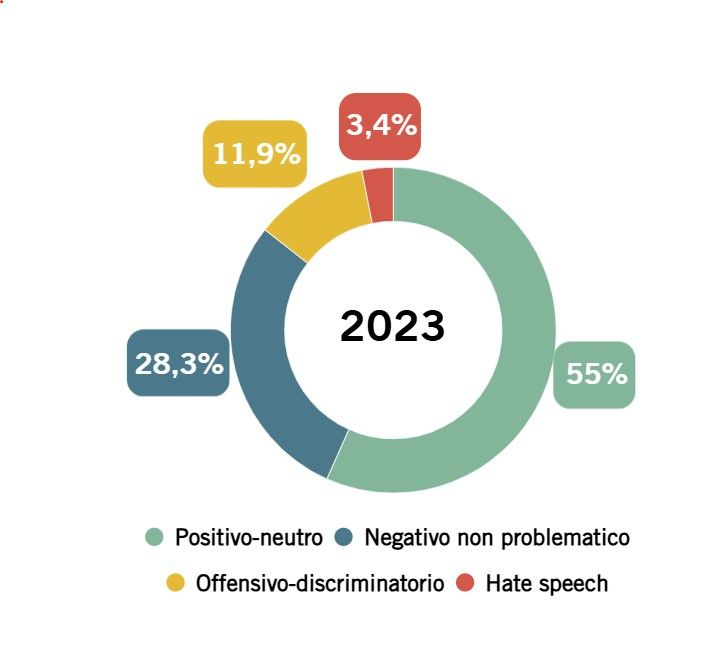 3,4%
11,9%
2023
28,3%
55%
Positivo-neutro Negativo non problematico
Offensivo-discriminatorio Hate speech